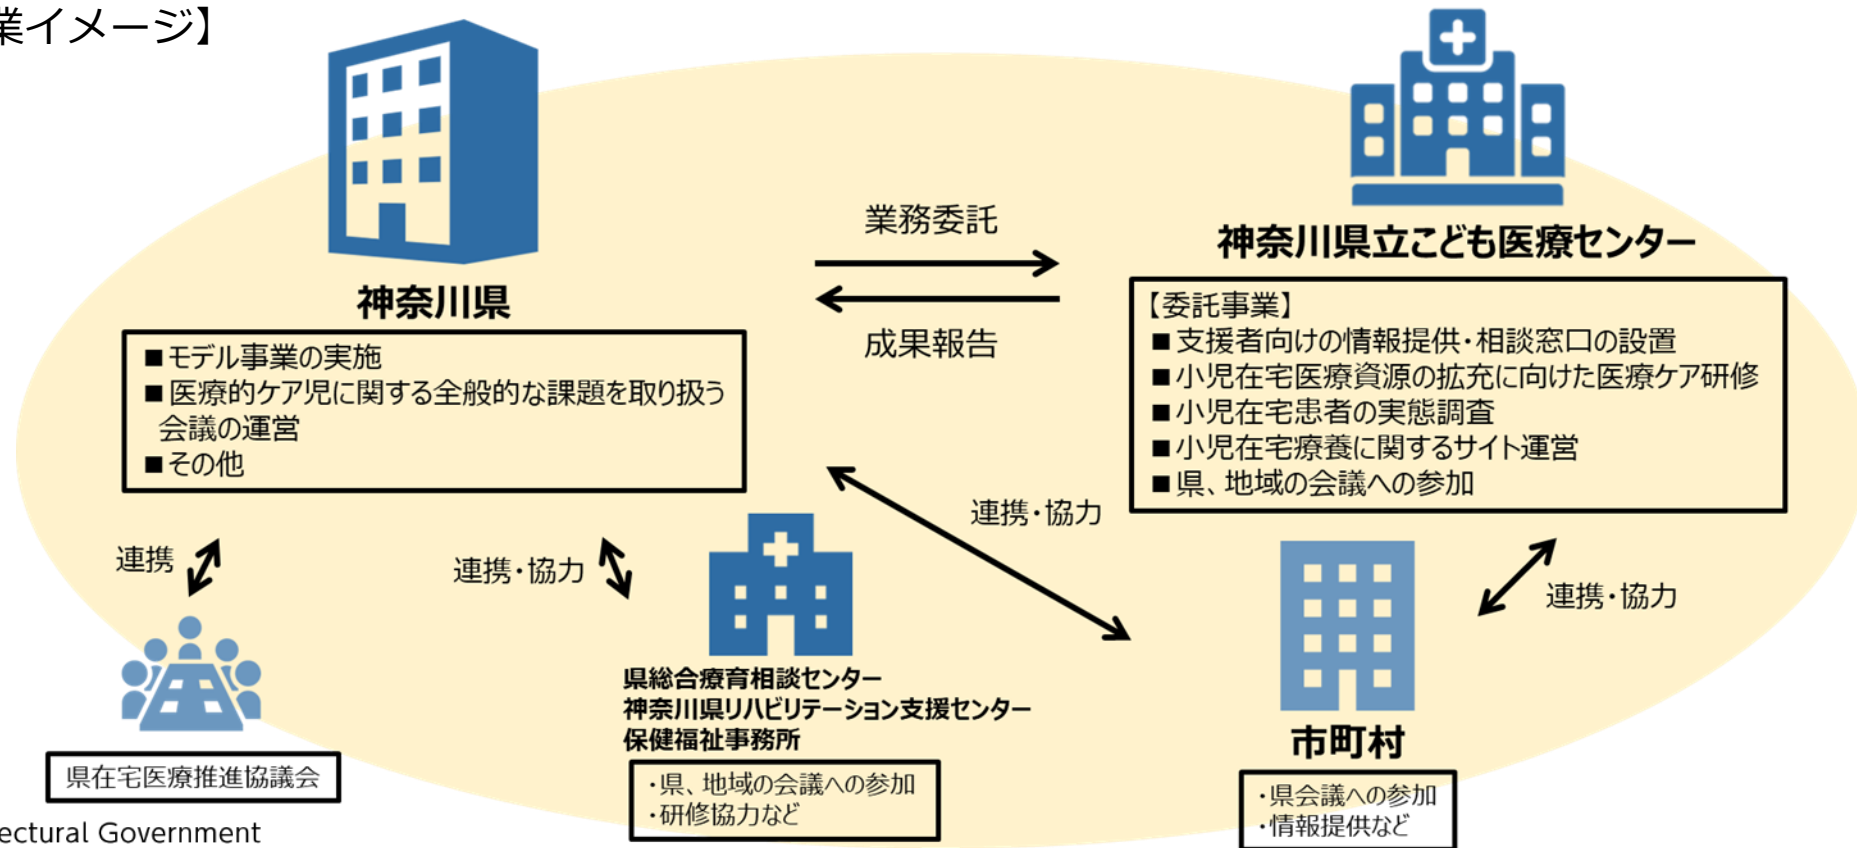 業イメージ】
神奈川県
■モデル事業の実施
■医療的ケア児に関する全般的な課題を取り扱う
会議の運営
■その他
業務委託
成果報告
神奈川県立こども医療センター
【委託事業】
■支援者向けの情報提供・相談窓口の設置
■小児在宅医療資源の拡充に向けた医療ケア研修
■小児在宅患者の実態調査
■小児在宅療養に関するサイト運営
■県、地域の会議への参加
連携
連携・協力
連携・協力
連携・協力
県在宅医療推進協議会
県総合療育相談センター
神奈川県リハビリテーション支援センター
保健福祉事務所
・県、地域の会議への参加
・研修協力など
市町村
・県会議への参加
・情報提供など
ectural Government